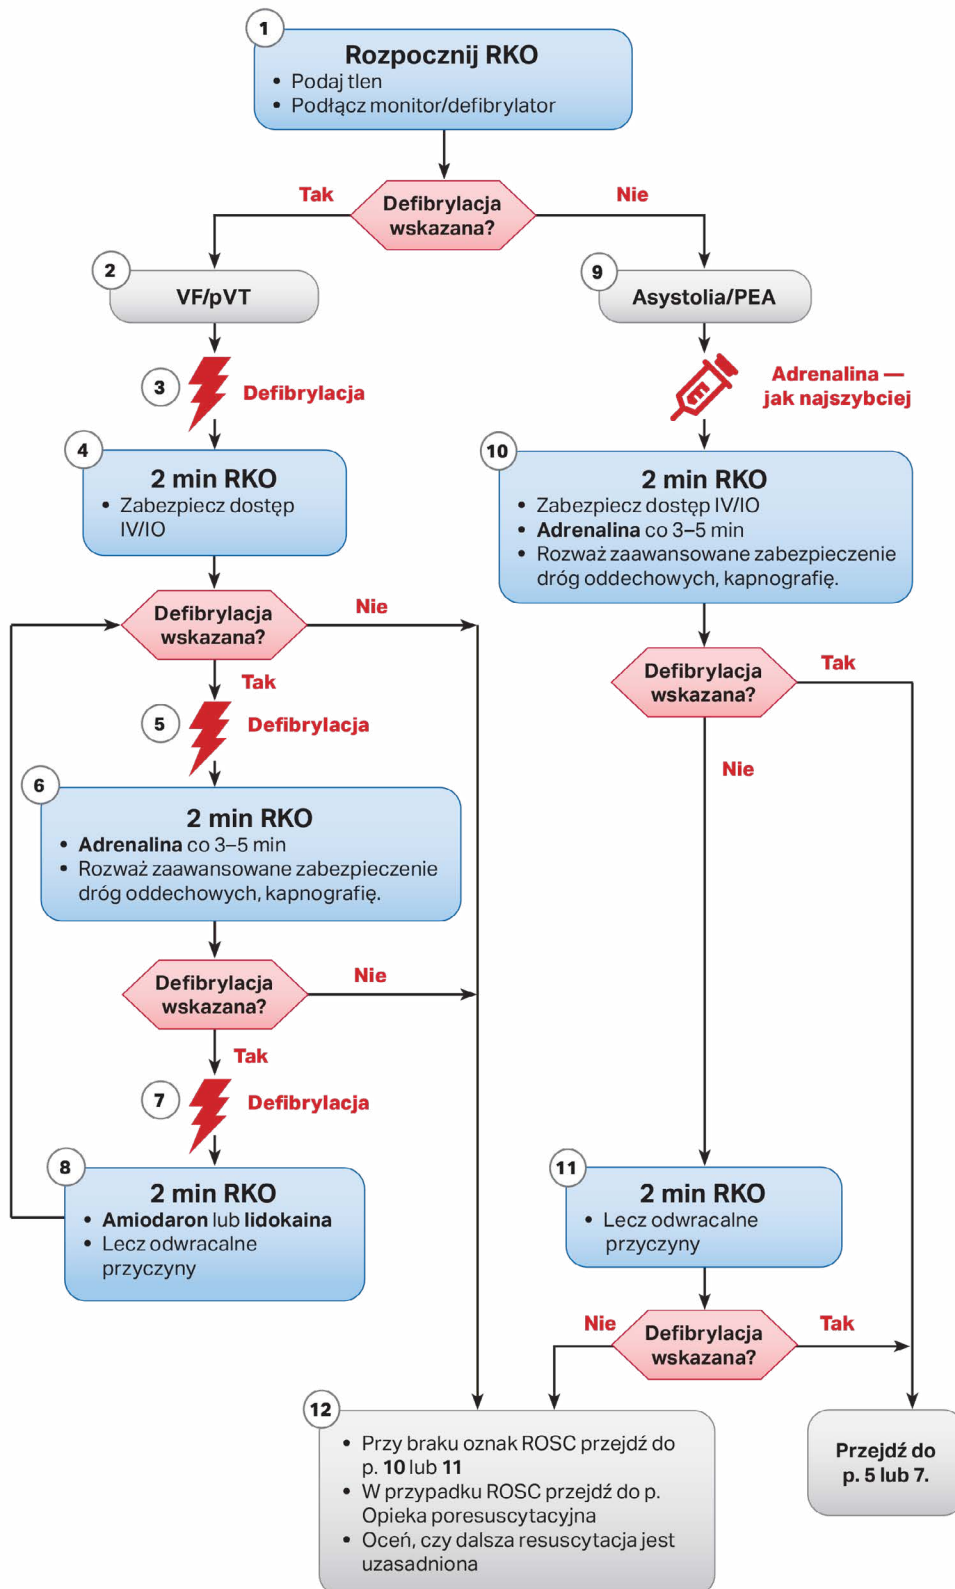 1
Rozpocznij RKO
• Podaj tlen
• Podłącz monitor/defibrylator
Tak
Defibrylacja
wskazana?
Nie
2
VF/pVT
3
Defibrylacja
4
2 min RKO
• Zabezpiecz dostęp
IV/IO
Defibrylacja
wskazana?
Nie
Tak
5
Defibrylacja
6
2 min RKO
• Adrenalina co 3–5 min
• Rozważ zaawansowane zabezpieczenie
dróg oddechowych, kapnografię.
Defibrylacja
wskazana?
Nie
Tak
7
Defibrylacja
8
2 min RKO
• Amiodaron lub lidokaina
• Lecz odwracalne
przyczyny
9
Asystolia/PEA
Adrenalina —
jak najszybciej
10
2 min RKO
• Zabezpiecz dostęp IV/IO
• Adrenalina co 3–5 min
• Rozważ zaawansowane zabezpieczenie
dróg oddechowych, kapnografię.
Defibrylacja
wskazana?
Tak
Nie
11
2 min RKO
• Lecz odwracalne
przyczyny
Nie
Defibrylacja
wskazana?
Tak
12
• Przy braku oznak ROSC przejdź do
p. 10 lub 11
• W przypadku ROSC przejdź do p.
Opieka poresuscytacyjna
• Oceń, czy dalsza resuscytacja jest
uzasadniona
Przejdź do
p. 5 lub 7.